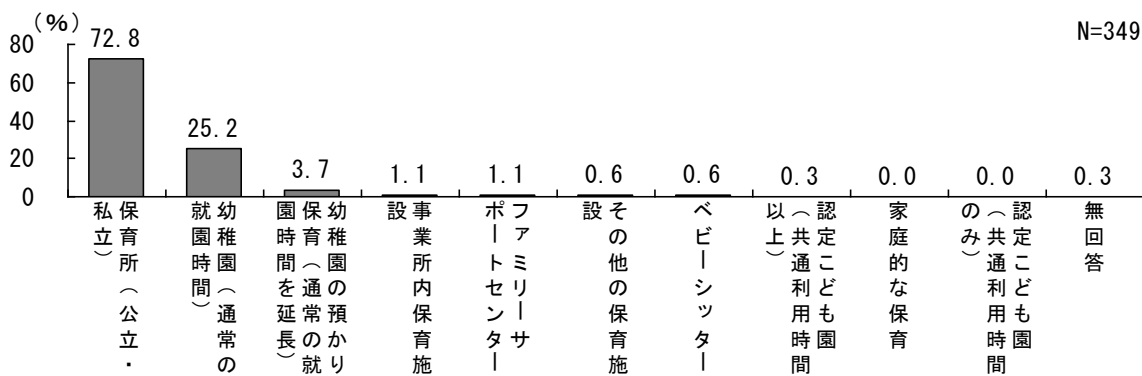 (%)
N=349
80
60
40
20
0
72.8
25.2
3.7
1.1
1.1
0.6
0.6
0.3
0.0
0.0
0.3
保育所（公立・
私立）
幼稚園（通常の
就園時間）
幼稚園の預かり
保育（通常の就
園時間を延長）
事業所内保育施
設
ファミリーサ
ポートセンター
その他の保育施
設
ベビーシッター
認定こども園
（共通利用時間
以上）
家庭的な保育
認定こども園
（共通利用時間
のみ）
無回答